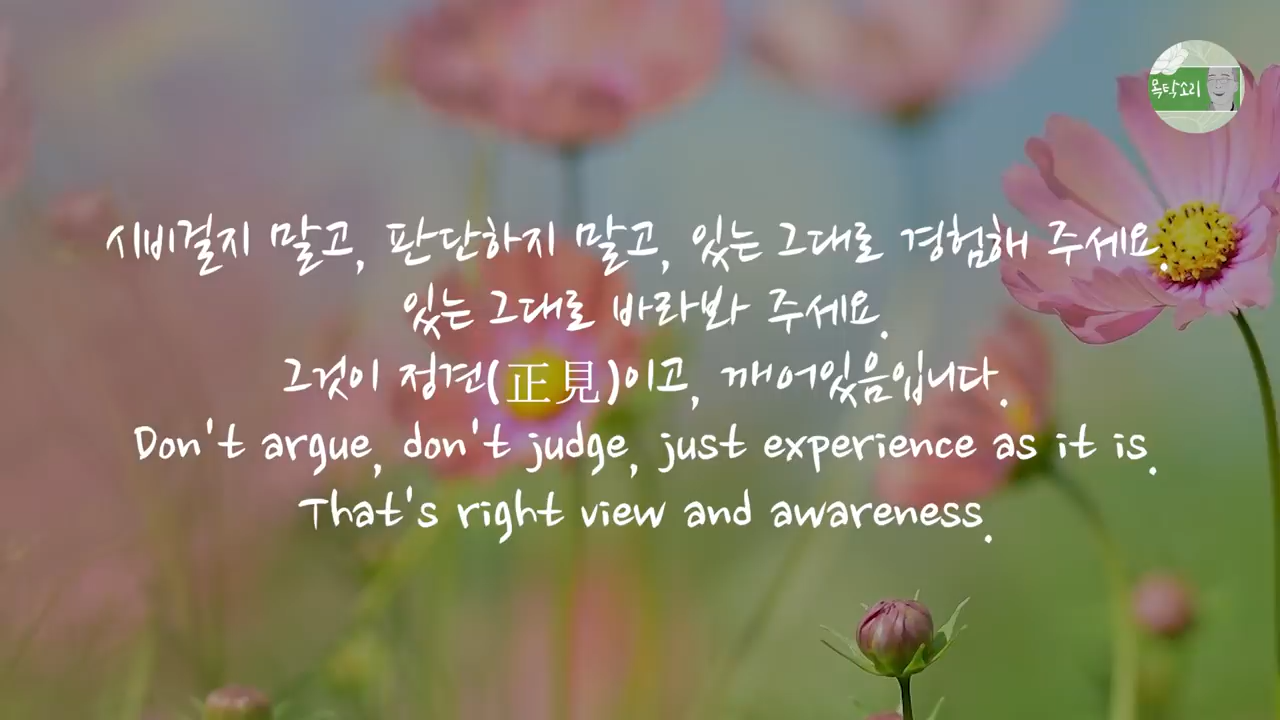 목탁소리
시비걸지 말고, 판단하지 말고, 있는 그대로 경험해 주세요.
있는 그대로 바라봐 주세요.
그것이 정견(正見)이고, 깨어있음입니다.
Don't argue, don't judge, just experience as it is.
That's right view and awareness.